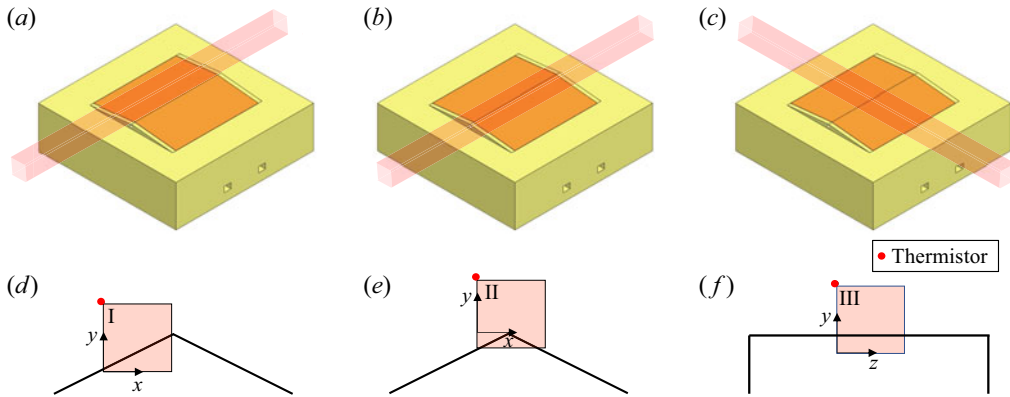 (a) (b) (c)
Thermistor
(d) (e) (f)
I II III
y y y
x x z